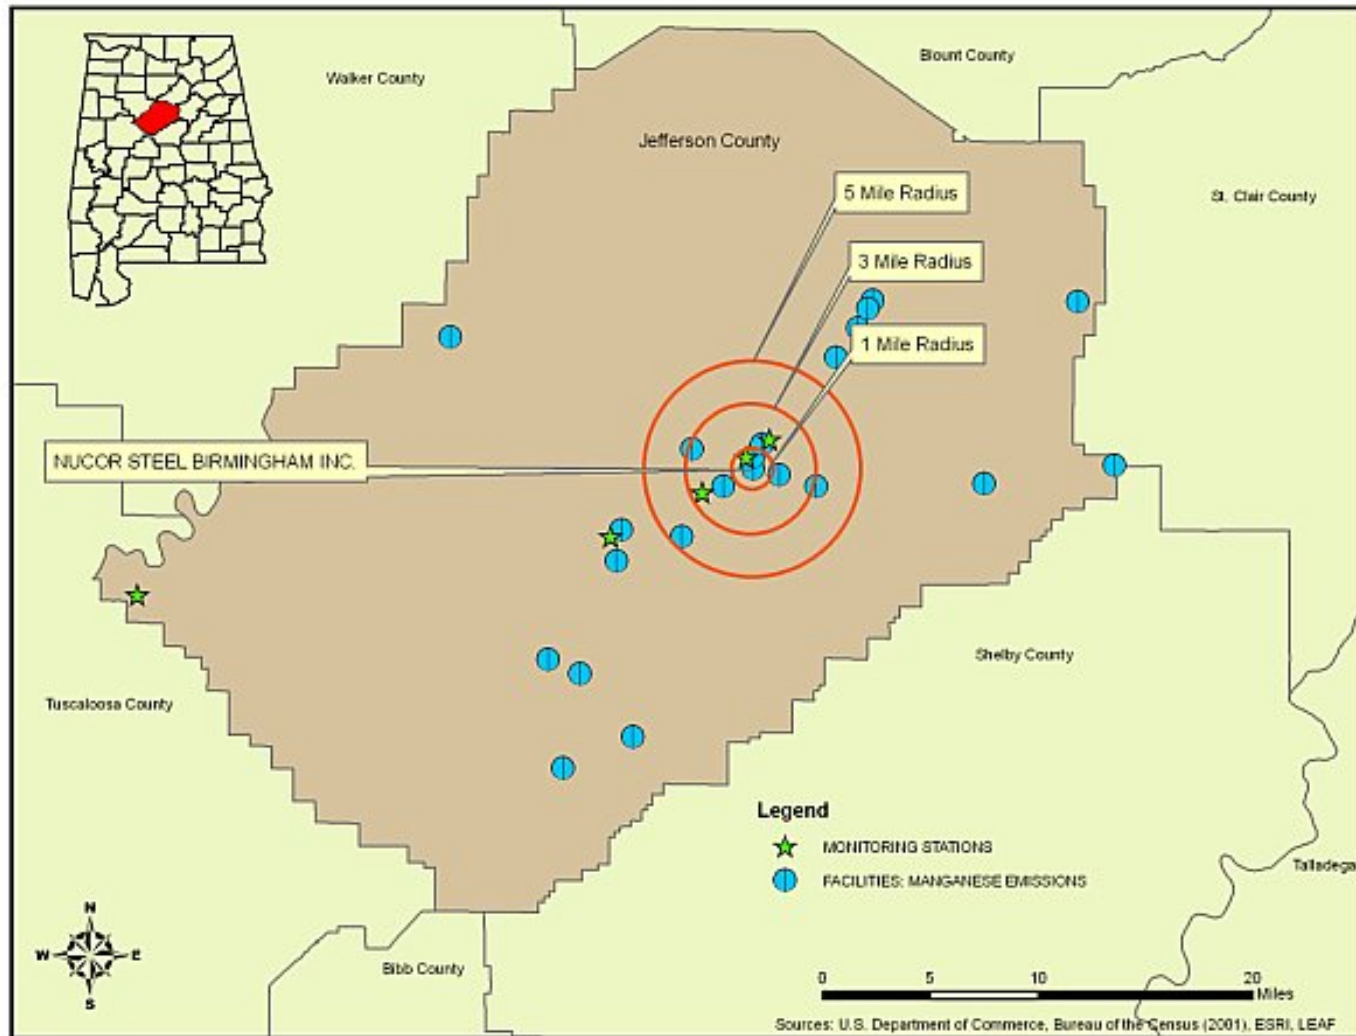 Walker County
Blount County
Jefferson County
5 Mile Radius
St. Clair County
3 Mile Radius
1 Mile Radius
NUCOR STEEL BIRMINGHAM INC.
Shelby County
Tuscaloosa County
Legend
MONITORING STATIONS
FACILITIES: MANGANESE EMISSIONS
Talladega
N
W E
S
Bibb County
0 5 10 20
Miles
Sources: U.S. Department of Commerce, Bureau of the Census (2001), ESRI, LEAF